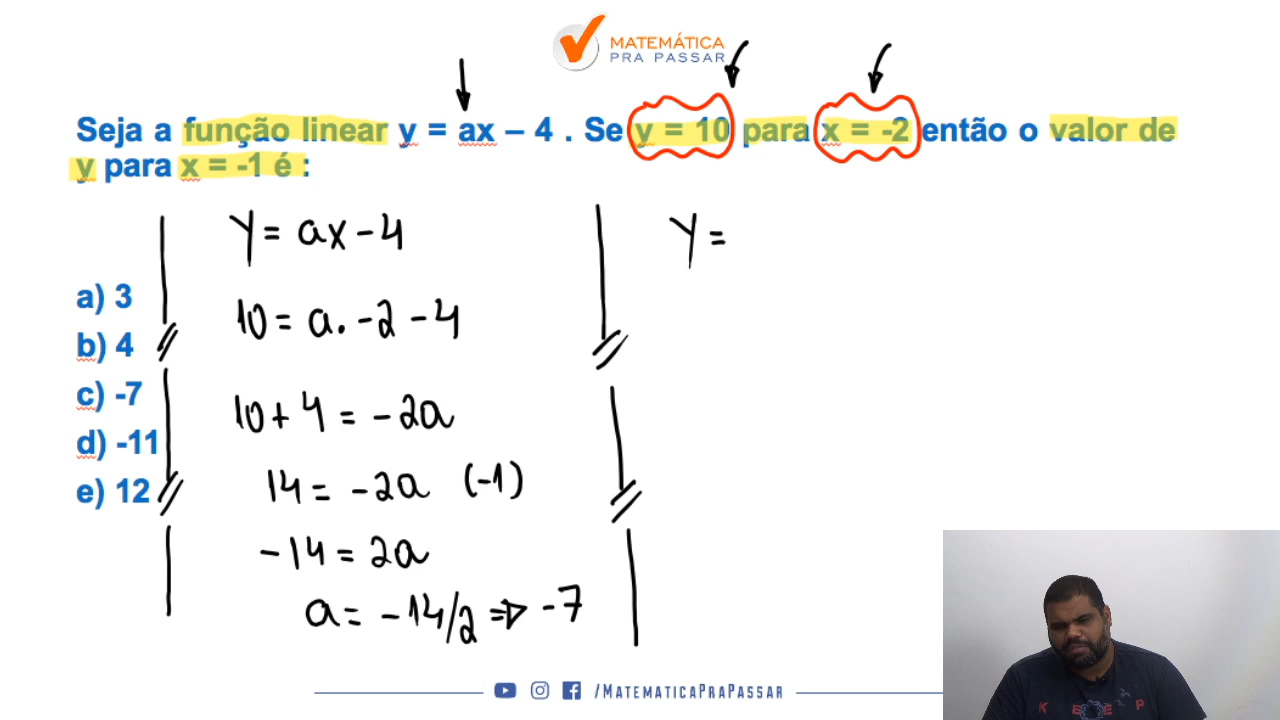 MATEMÁTICA
PRA PASSAR
Seja a função linear y = ax – 4 . Se y = 10 para x = -2 então o valor de
y para x = -1 é :
a) 3
b) 4
c) -7
d) -11
e) 12
Y = ax - 4
10 = a. -2 - 4
10 + 4 = -2a
14 = -2a (-1)
-14 = 2a
a = -14/2 ⇒ -7
Y =
/MatematicaPraPassar
K E E P